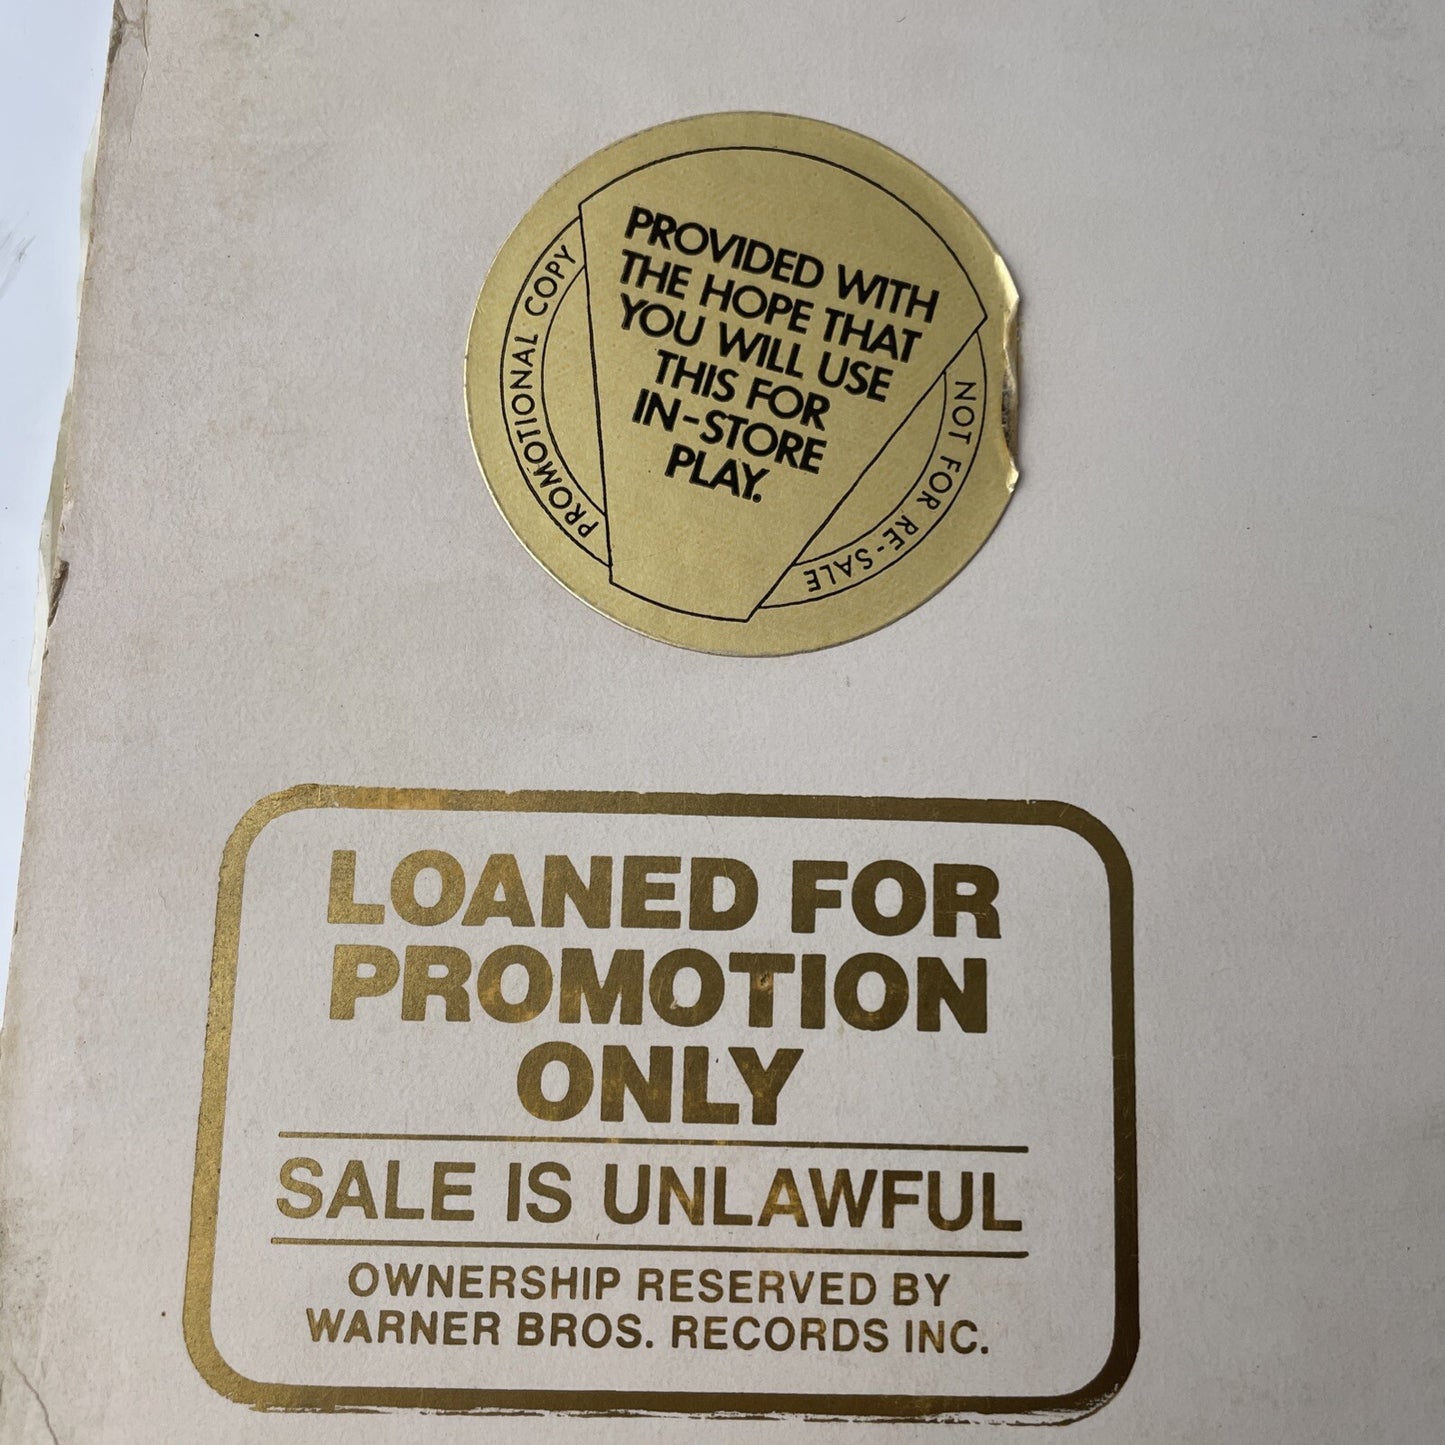 PROVIDED WITH
THE HOPE THAT
YOU WILL USE
THIS FOR
IN-STORE
PLAY.
PROMOTIONAL COPY
NOT FOR RE-SALE
LOANED FOR
PROMOTION
ONLY
SALE IS UNLAWFUL
OWNERSHIP RESERVED BY
WARNER BROS. RECORDS INC.